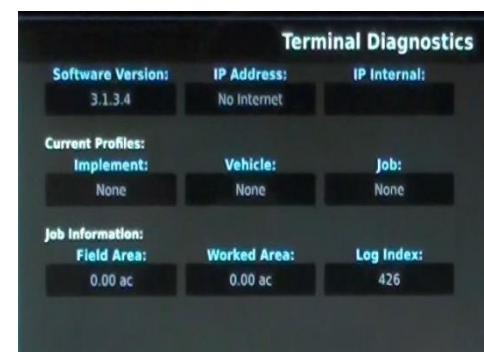 Terminal Diagnostics
Software Version: IP Address: IP Internal:
3.1.3.4 No Internet
Current Profiles:
Implement: Vehicle: Job:
None None None
Job Information:
Field Area: Worked Area: Log Index:
0.00 ac 0.00 ac 426